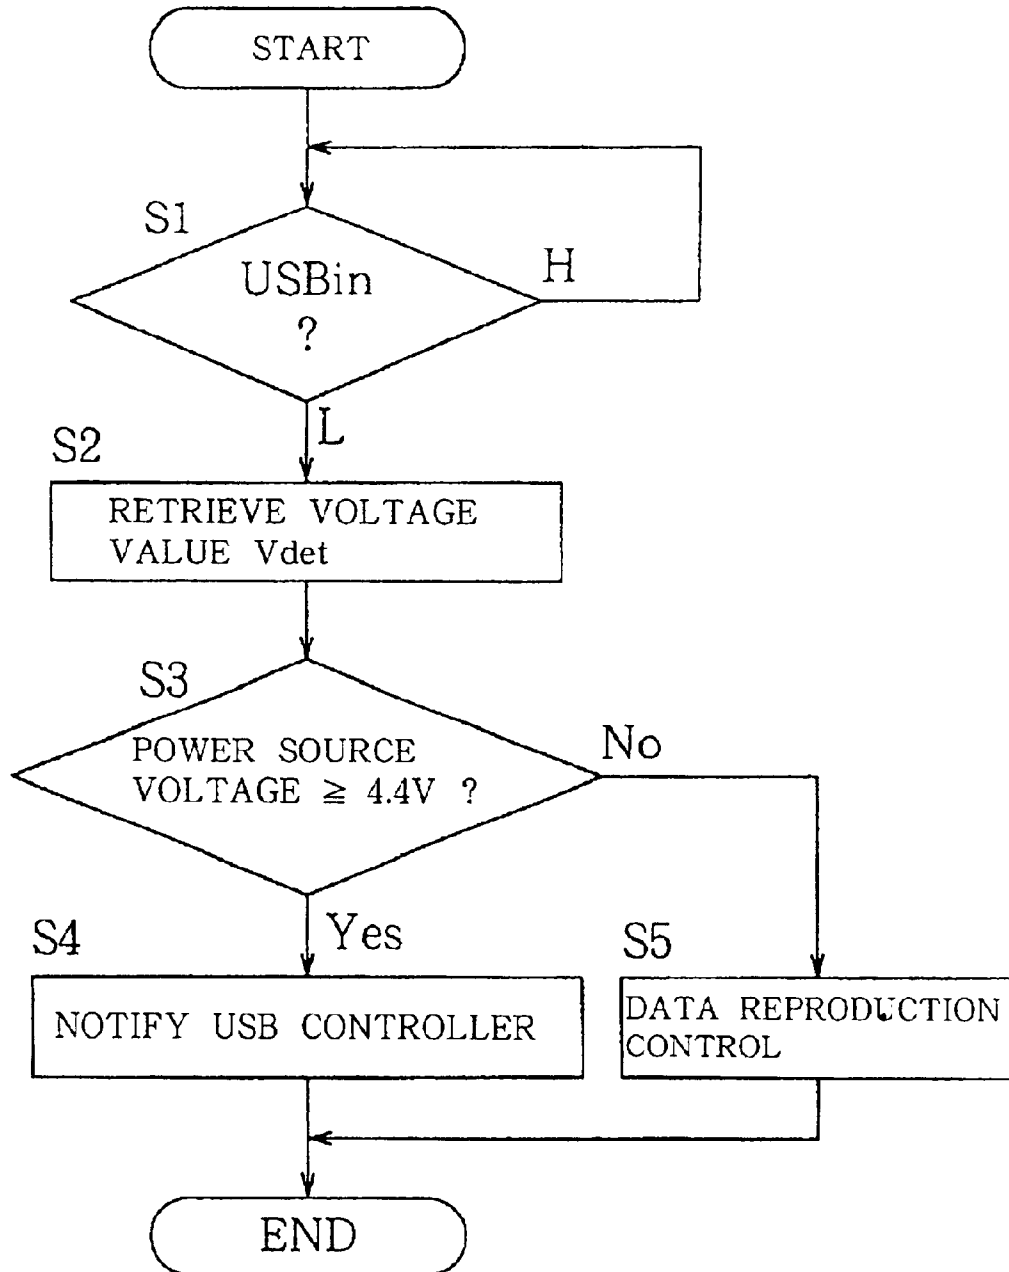 START
S1
USBin
?
H
L
S2
RETRIEVE VOLTAGE
VALUE Vdet
S3
POWER SOURCE
VOLTAGE ≧ 4.4V ?
No
Yes
S4
NOTIFY USB CONTROLLER
S5
DATA REPRODUCTION
CONTROL
END